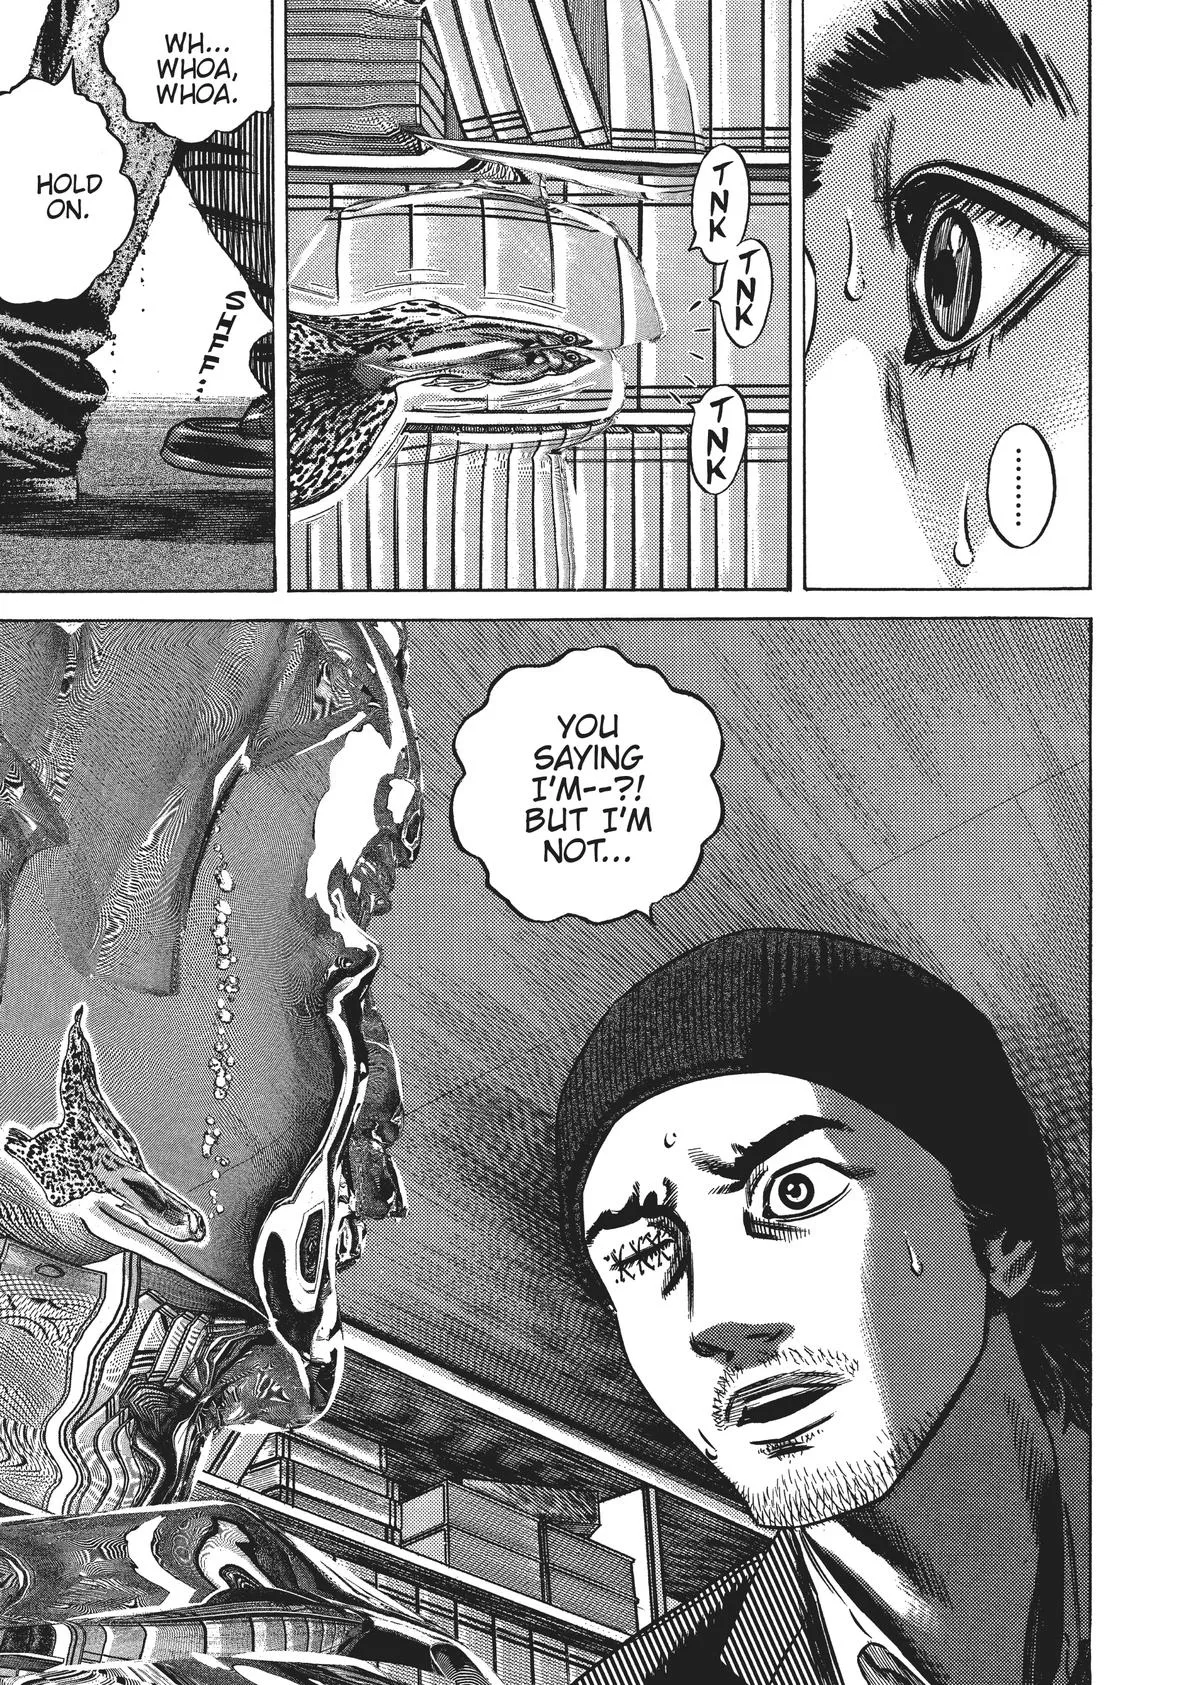 .........
TNK
TNK
TNK
WH...
WHOA,
WHOA.
SHFF...
HOLD
ON.
YOU
SAYING
I'M--?!
BUT I'M
NOT...